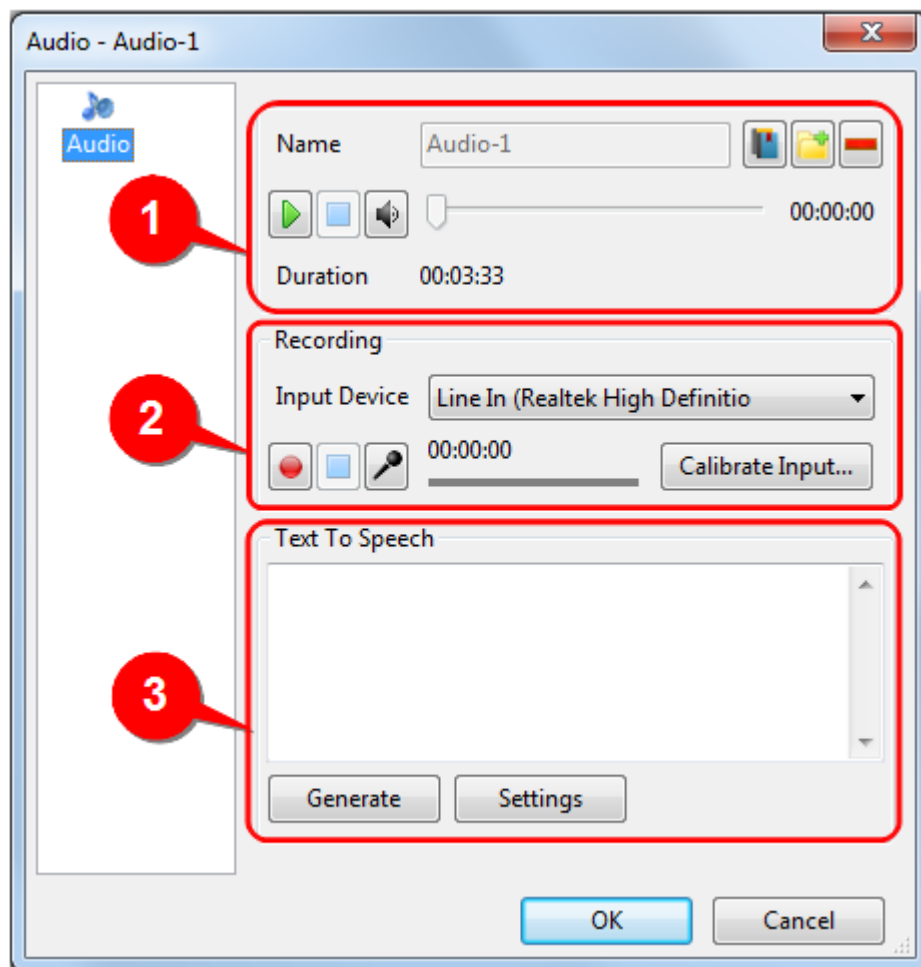 Audio - Audio-1
Audio
Name
Audio-1
00:00:00
Duration 00:03:33
1
Recording
Input Device
Line In (Realtek High Definitio
2
00:00:00
Calibrate Input...
Text To Speech
3
Generate
Settings
OK
Cancel